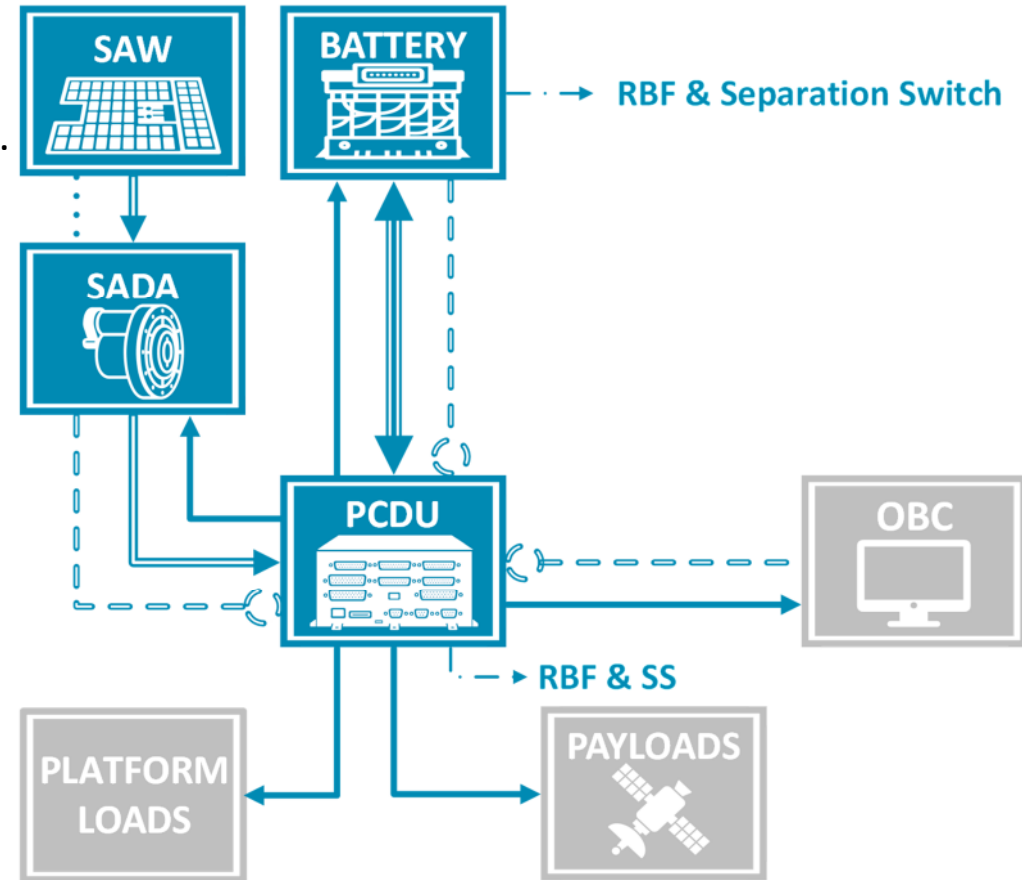 SAW
BATTERY
RBF & Separation Switch
.
SADA
PCDU
OBC
RBF & SS
PLATFORM
LOADS
PAYLOADS